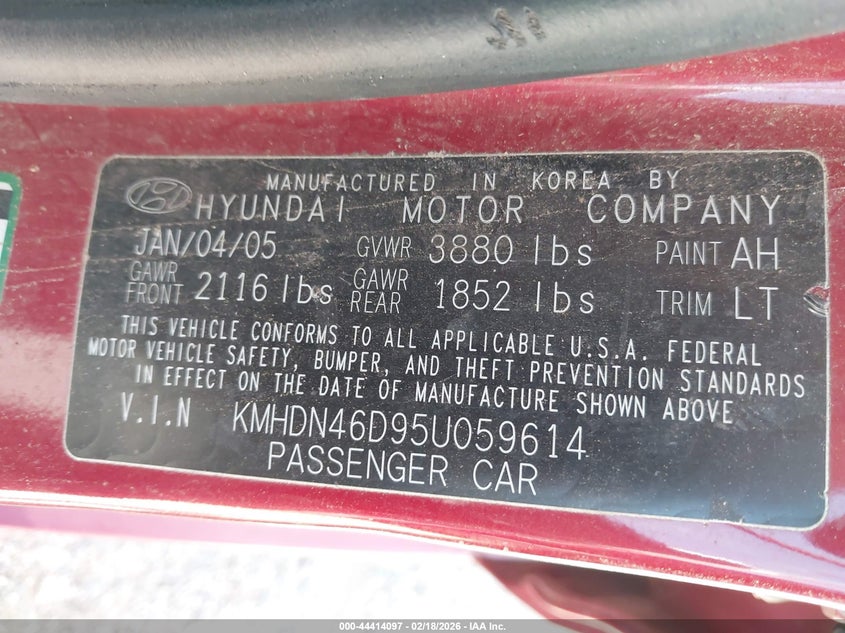 MANUFACTURED IN KOREA BY
HYUNDAI MOTOR COMPANY
JAN/04/05 GVWR 3880 lbs PAINT AH
GAWR FRONT 2116 lbs GAWR REAR 1852 lbs TRIM LT
THIS VEHICLE CONFORMS TO ALL APPLICABLE U.S.A. FEDERAL
MOTOR VEHICLE SAFETY, BUMPER, AND THEFT PREVENTION STANDARDS
IN EFFECT ON THE DATE OF MANUFACTURE SHOWN ABOVE
V.I.N KMHDN46D95U059614
PASSENGER CAR
000-44414097 - 02/18/2026 - IAA Inc.